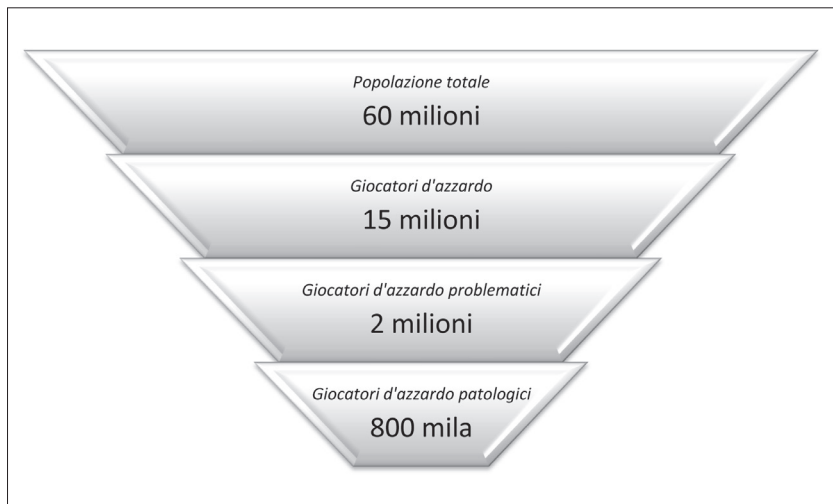 Popolazione totale
60 milioni
Giocatori d'azzardo
15 milioni
Giocatori d'azzardo problematici
2 milioni
Giocatori d'azzardo patologici
800 mila